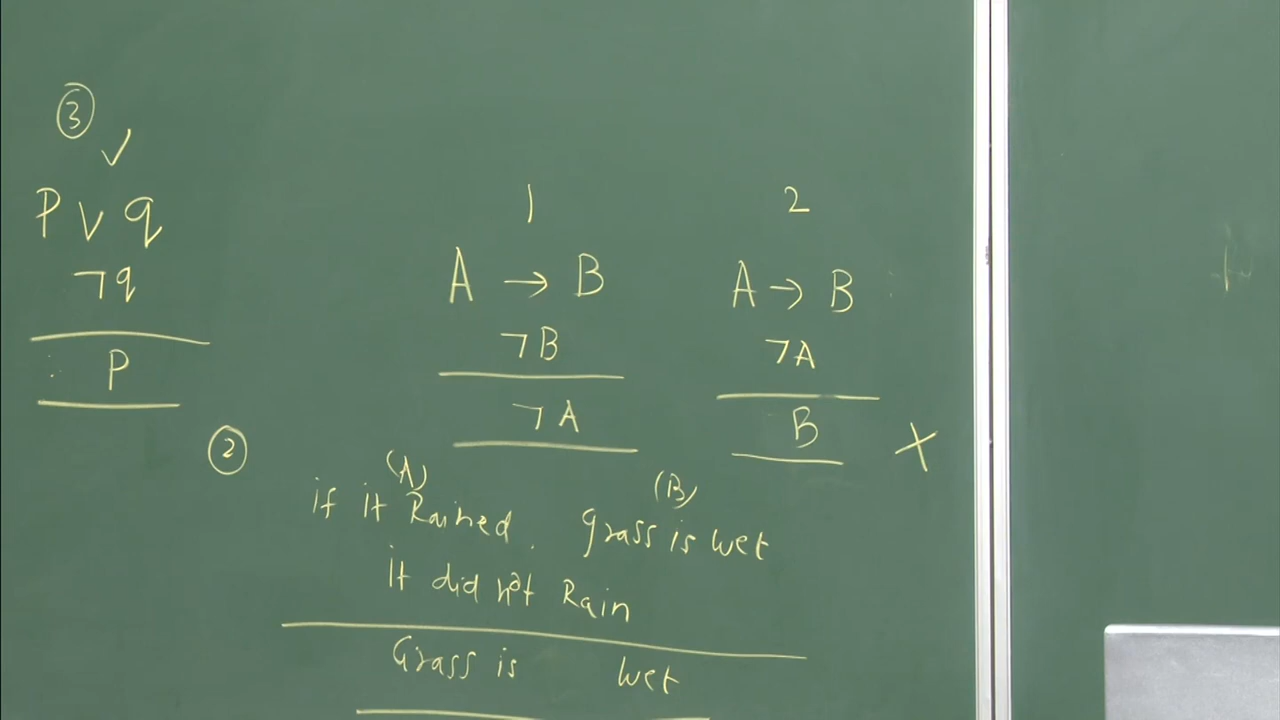 ③
✓
P ∨ q
¬q
∴ P
1
A → B
¬B
¬A
2
A → B
¬A
B
X
②
(A)
(B)
if it Rained. Grass is wet
It did not Rain
Grass is wet